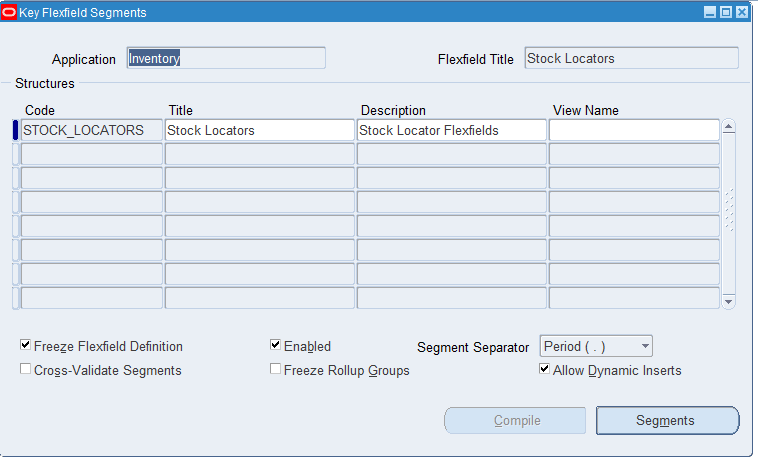 Key Flexfield Segments
Application Inventory Flexfield Title Stock Locators
Structures
Code Title Description View Name
STOCK_LOCATORS Stock Locators Stock Locator Flexfields
Freeze Flexfield Definition Enabled Segment Separator Period ( . )
Cross-Validate Segments Freeze Rollup Groups Allow Dynamic Inserts
Compile Segments